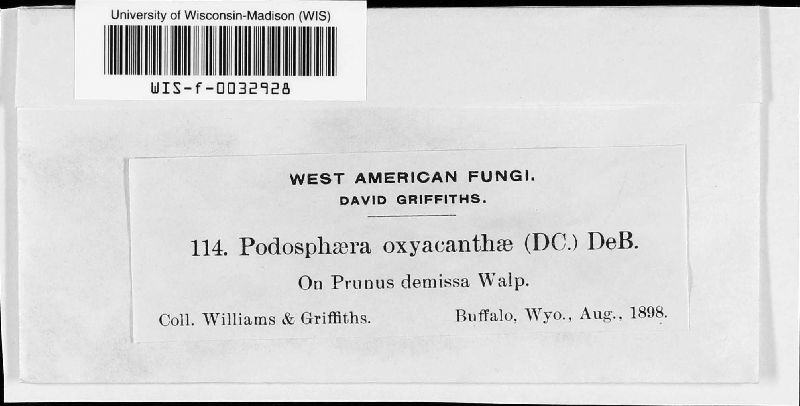 University of Wisconsin-Madison (WIS)
WIS-f-0032928
WEST AMERICAN FUNGI.
DAVID GRIFFITHS.
114. Podosphæra oxyacanthæ (DC.) DeB.
On Prunus demissa Walp.
Coll. Williams & Griffiths. Buffalo, Wyo., Aug., 1898.